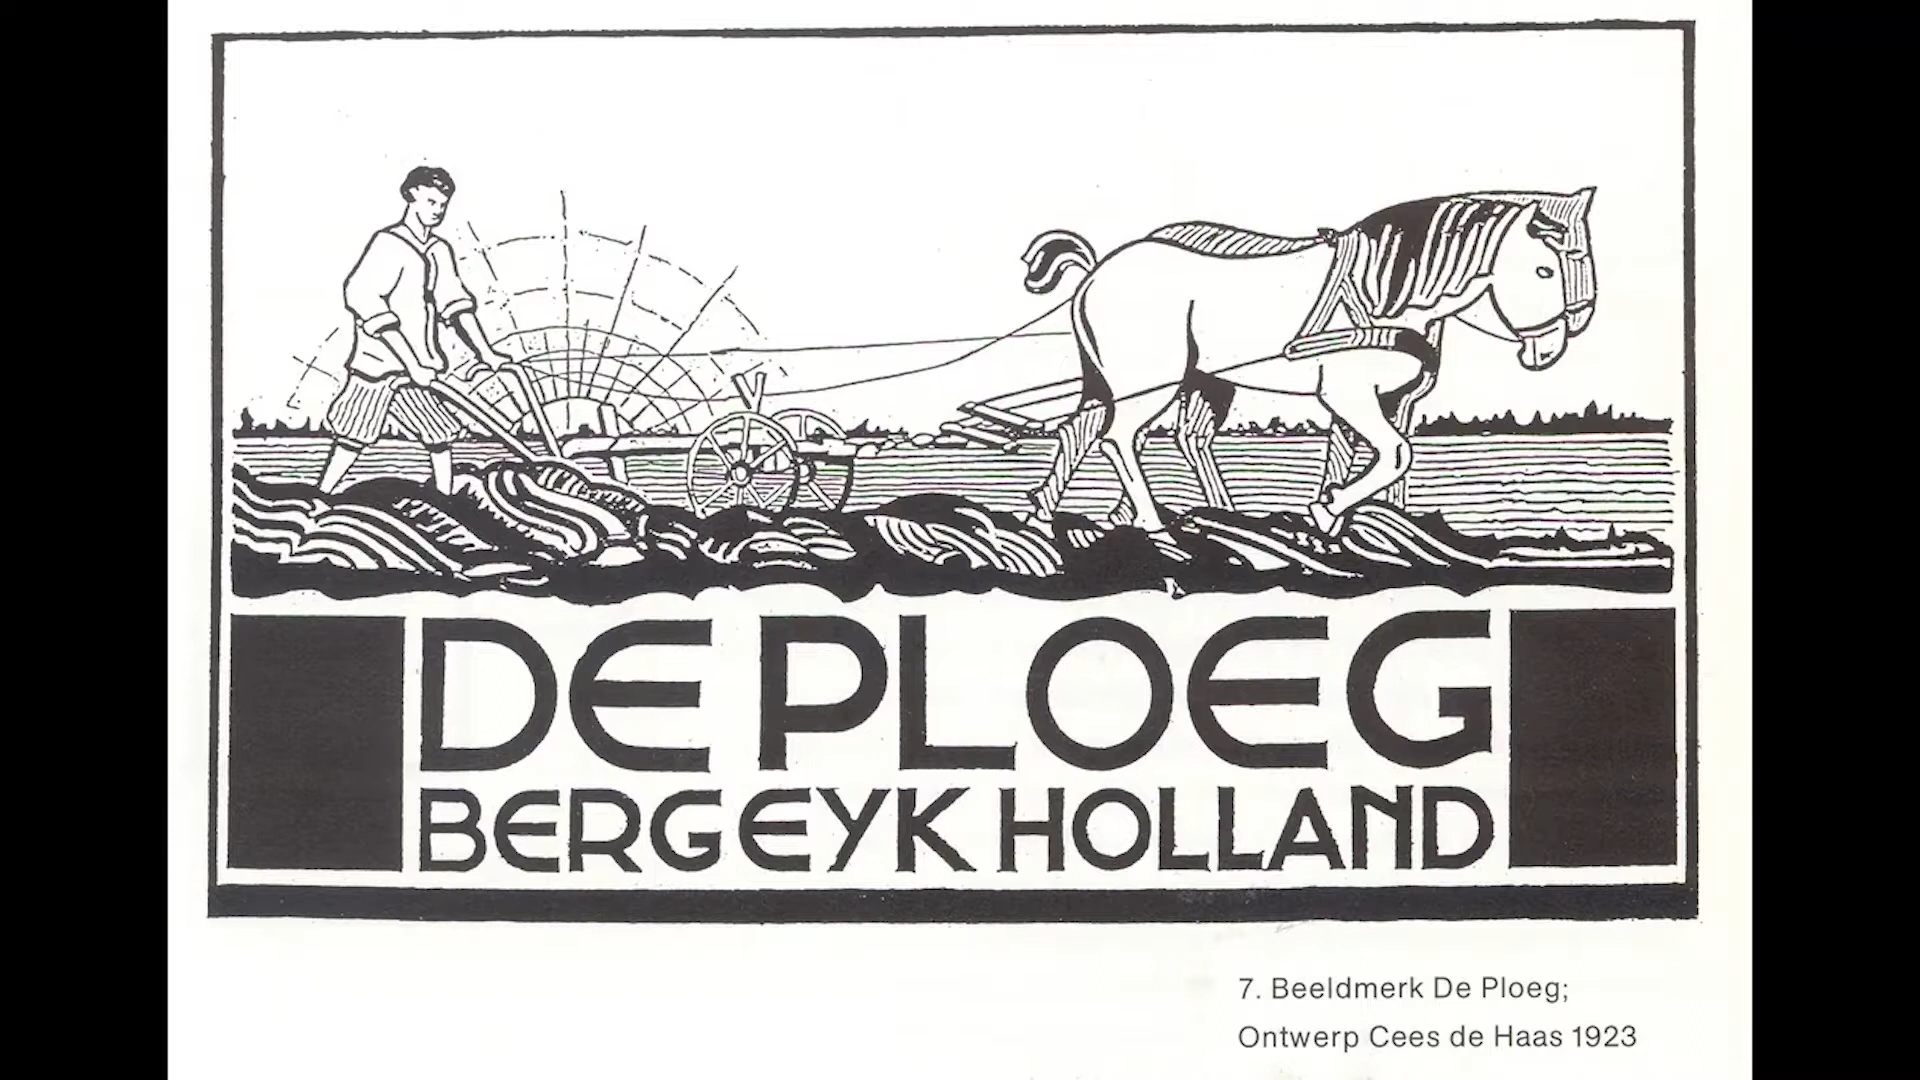 DE PLOEG
BERGEYK HOLLAND
7. Beeldmerk De Ploeg;
Ontwerp Cees de Haas 1923